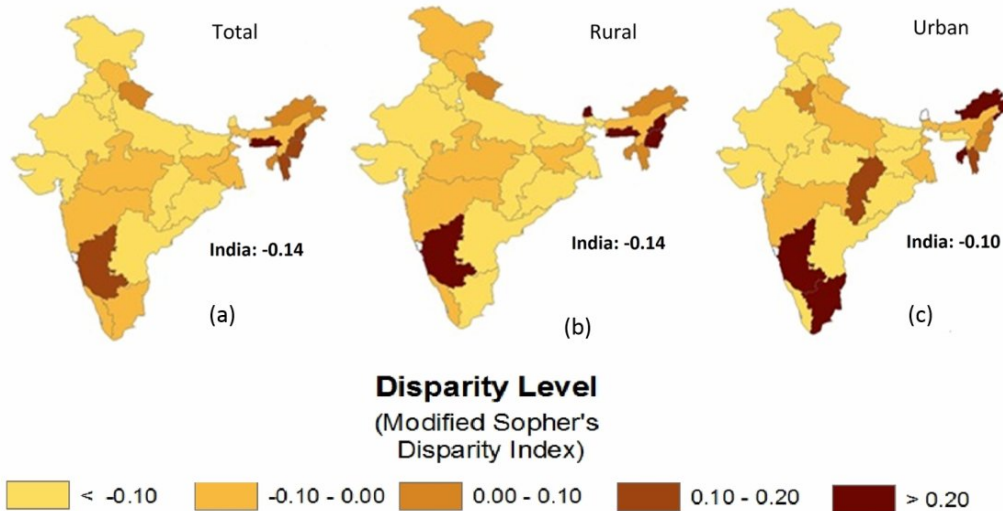 Total
Rural
Urban
India: -0.14
India: -0.14
India: -0.10
(a)
(b)
(c)
Disparity Level
(Modified Sopher's
Disparity Index)
< -0.10
-0.10 - 0.00
0.00 - 0.10
0.10 - 0.20
> 0.20